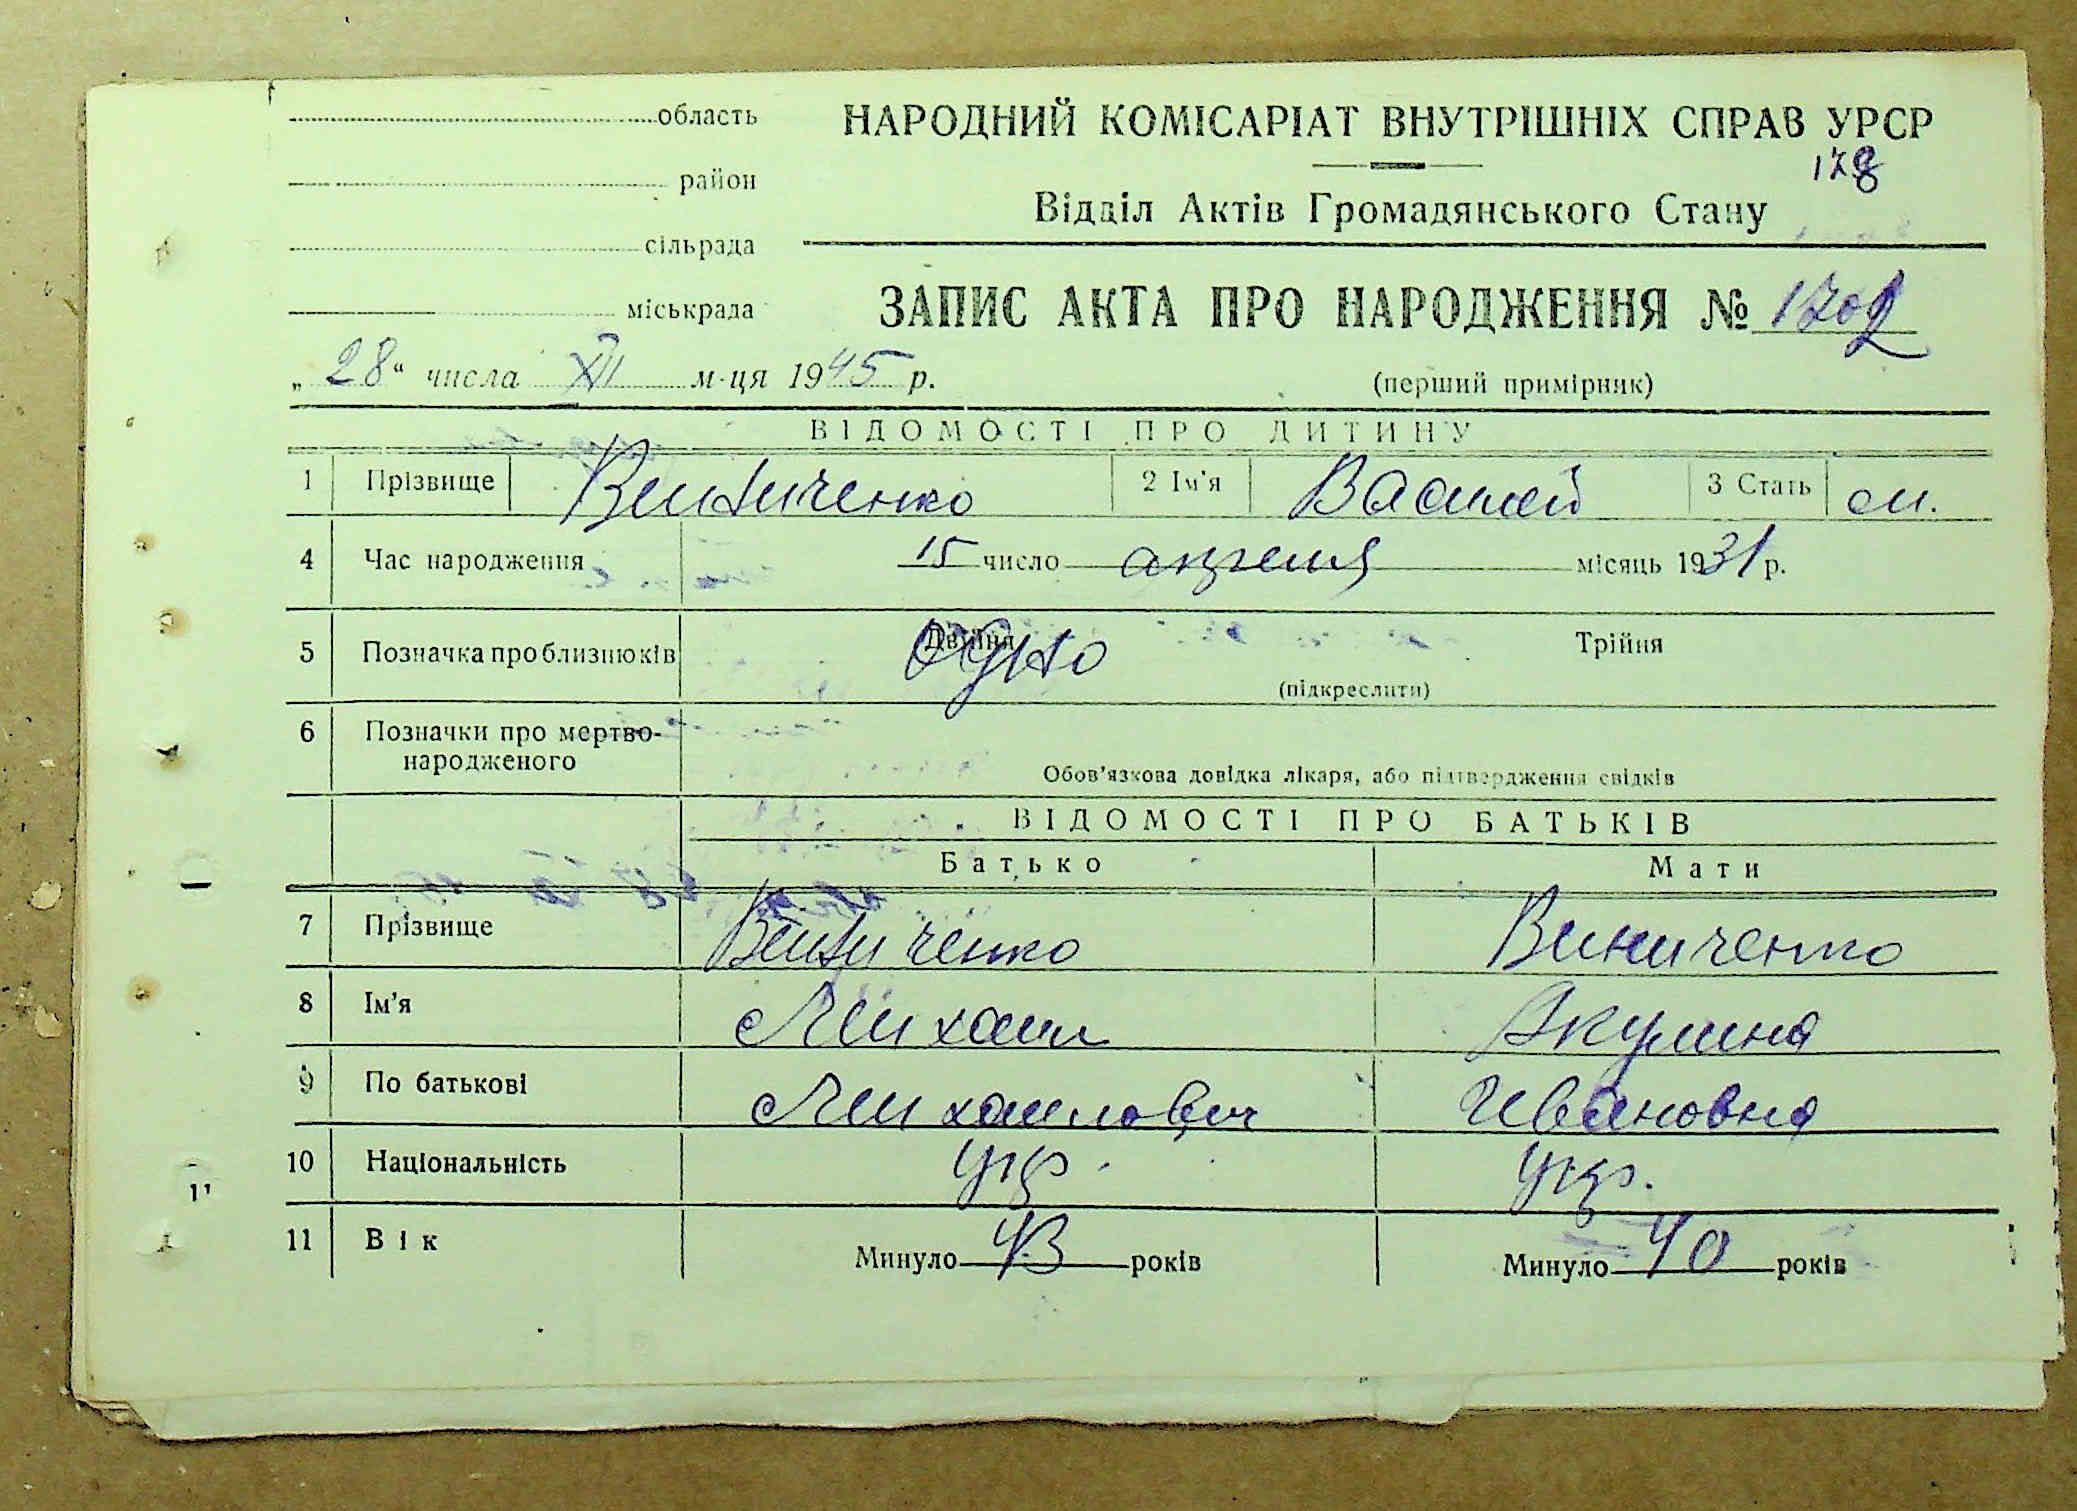 область
НАРОДНИЙ КОМІСАРІАТ ВНУТРІШНІХ СПРАВ УРСР
178
район
Відділ Актів Громадянського Стану
сільрада
міськрада
ЗАПИС АКТА ПРО НАРОДЖЕННЯ № 1702
„28“ числа XII м-ця 1945 р.
(перший примірник)
ВІДОМОСТІ ПРО ДИТИНУ
1 Прізвище Виниченко 2 Ім'я Василий 3 Стать м.
4 Час народження 15 число апреля місяць 1931 р.
5 Позначка про близнюків Двійня Одно Трійня
(підкреслити)
6 Позначки про мертво-
народженого
Обов'язкова довідка лікаря, або підтвердження свідків
ВІДОМОСТІ ПРО БАТЬКІВ
Батько Мати
7 Прізвище Виниченко Виниченко
8 Ім'я Михаил Акулина
9 По батькові Михаилович Ивановна
10 Національність укр. укр.
11 Вік Минуло 43 років Минуло 40 років